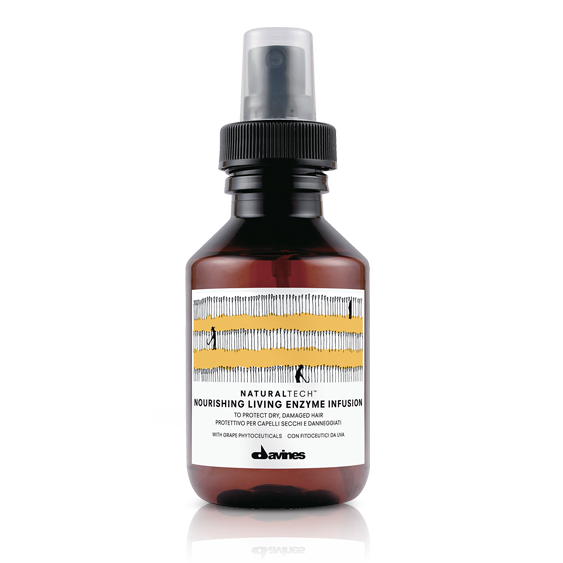 NATURALTECH™
NOURISHING LIVING ENZYME INFUSION
TO PROTECT DRY, DAMAGED HAIR
PROTETTIVO PER CAPELLI SECCHI E DANNEGGIATI
WITH GRAPE PHYTOCEUTICALS CON FITOCEUTICI DA UVA
davines